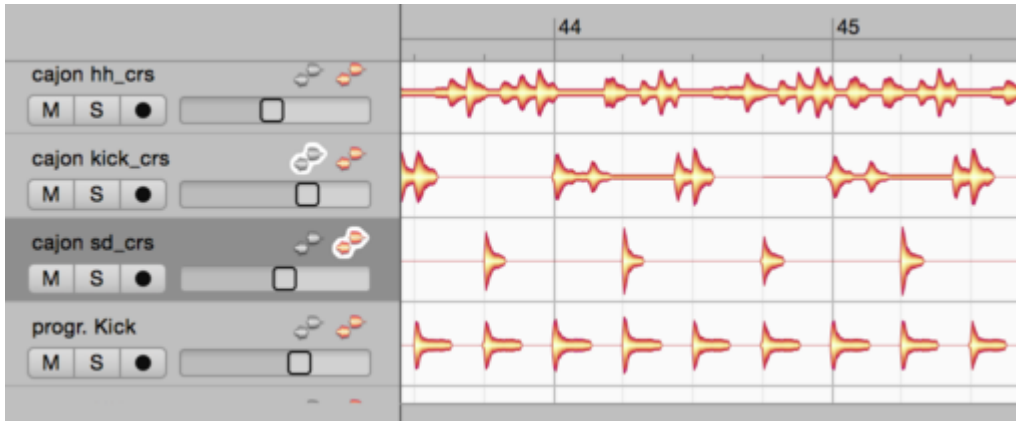 44 45
cajon hh_crs
M S
cajon kick_crs
M S
cajon sd_crs
M S
progr. Kick
M S